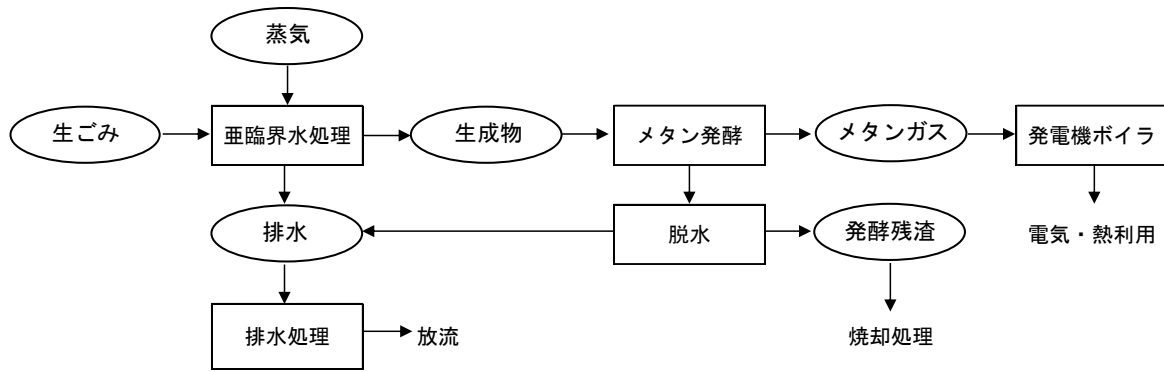 蒸気
生ごみ
亜臨界水処理
生成物
メタン発酵
メタンガス
発電機ボイラ
排水
脱水
発酵残渣
電気・熱利用
排水処理
放流
焼却処理